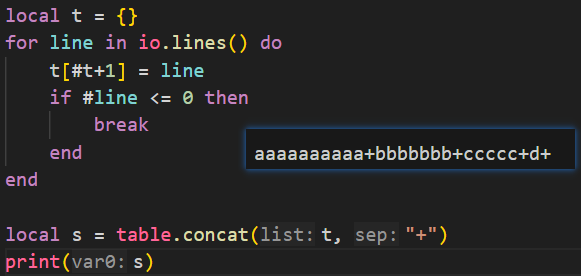 local t = {}
for line in io.lines() do
    t[#t+1] = line
    if #line <= 0 then
        break
    end
aaaaaaaaaa+bbbbbbb+ccccc+d+
end
local s = table.concat(list: t, sep: "+")
print(var0: s)